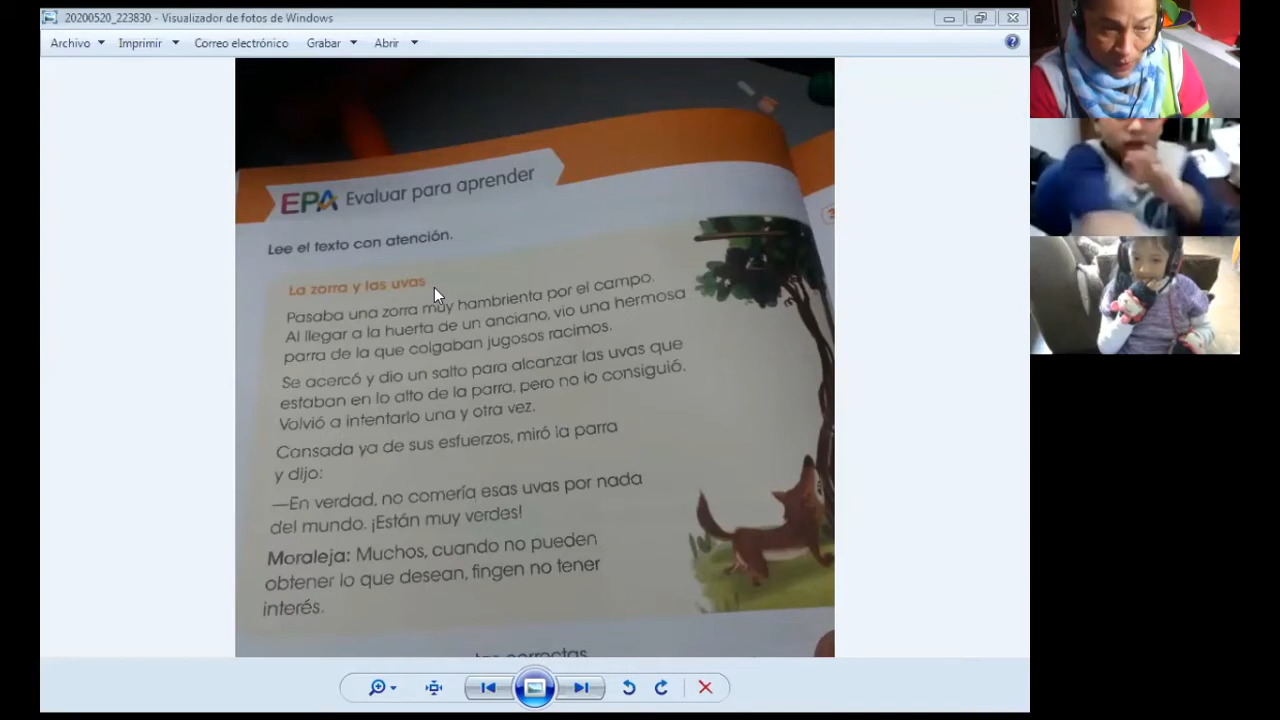 20200520_223830 - Visualizador de fotos de Windows
Archivo Imprimir Correo electrónico Grabar Abrir
EPA Evaluar para aprender
Lee el texto con atención.
La zorra y las uvas
Pasaba una zorra muy hambrienta por el campo.
Al llegar a la huerta de un anciano, vio una hermosa
parra de la que colgaban jugosos racimos.
Se acercó y dio un salto para alcanzar las uvas que
estaban en lo alto de la parra, pero no lo consiguió.
Volvió a intentarlo una y otra vez.
Cansada ya de sus esfuerzos, miró la parra
y dijo:
—En verdad, no comería esas uvas por nada
del mundo. ¡Están muy verdes!
Moraleja: Muchos, cuando no pueden
obtener lo que desean, fingen no tener
interés.